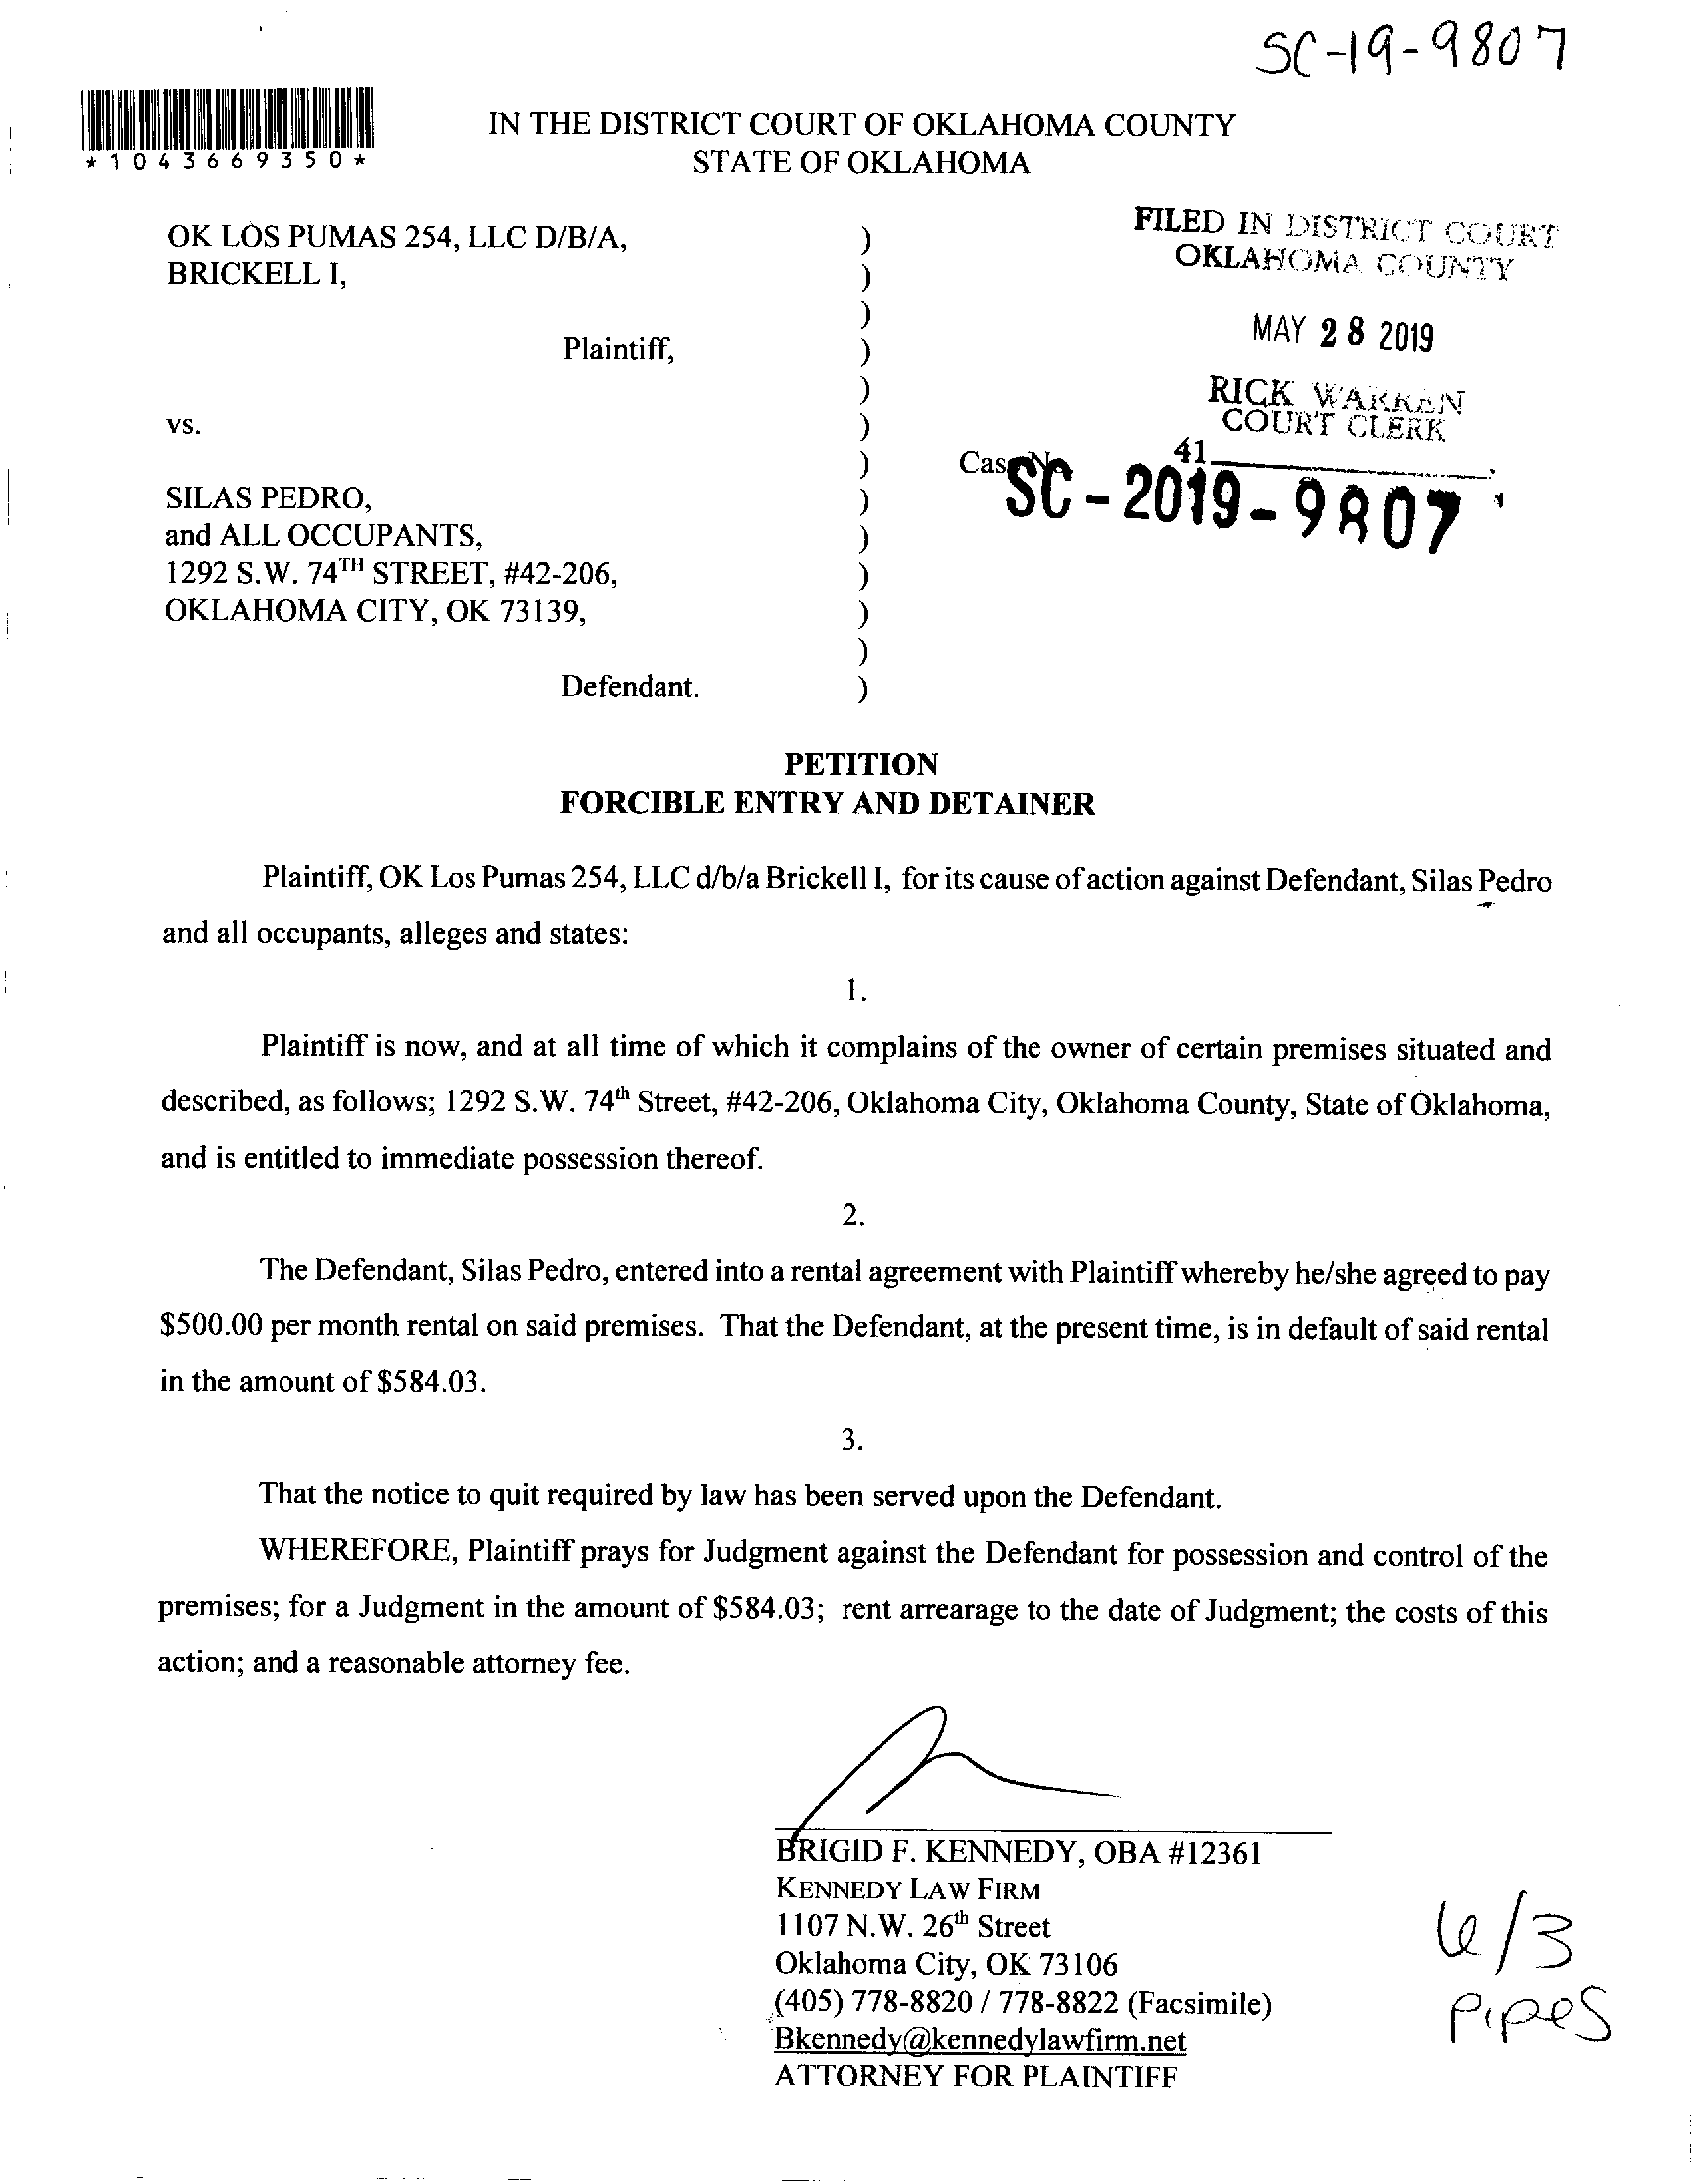 SC-19-9807
*1043669350*
IN THE DISTRICT COURT OF OKLAHOMA COUNTY
STATE OF OKLAHOMA
OK LOS PUMAS 254, LLC D/B/A,
BRICKELL I,
Plaintiff,
vs.
SILAS PEDRO,
and ALL OCCUPANTS,
1292 S.W. 74TH STREET, #42-206,
OKLAHOMA CITY, OK 73139,
Defendant.
)
)
)
)
)
)
)
)
)
)
)
)
)
FILED IN DISTRICT COURT
OKLAHOMA COUNTY
MAY 28 2019
RICK WARREN
COURT CLERK
41
Case No.
SC-2019-9807
PETITION
FORCIBLE ENTRY AND DETAINER
Plaintiff, OK Los Pumas 254, LLC d/b/a Brickell I, for its cause of action against Defendant, Silas Pedro
and all occupants, alleges and states:
1.
Plaintiff is now, and at all time of which it complains of the owner of certain premises situated and
described, as follows; 1292 S.W. 74th Street, #42-206, Oklahoma City, Oklahoma County, State of Oklahoma,
and is entitled to immediate possession thereof.
2.
The Defendant, Silas Pedro, entered into a rental agreement with Plaintiff whereby he/she agreed to pay
$500.00 per month rental on said premises. That the Defendant, at the present time, is in default of said rental
in the amount of $584.03.
3.
That the notice to quit required by law has been served upon the Defendant.
WHEREFORE, Plaintiff prays for Judgment against the Defendant for possession and control of the
premises; for a Judgment in the amount of $584.03; rent arrearage to the date of Judgment; the costs of this
action; and a reasonable attorney fee.
BRIGID F. KENNEDY, OBA #12361
KENNEDY LAW FIRM
1107 N.W. 26th Street
Oklahoma City, OK 73106
(405) 778-8820 / 778-8822 (Facsimile)
Bkennedy@kennedylawfirm.net
ATTORNEY FOR PLAINTIFF
6/3
Pipes